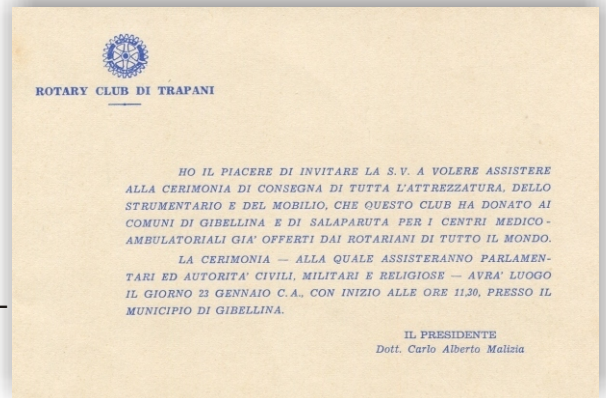 ROTARY CLUB DI TRAPANI
HO IL PIACERE DI INVITARE LA S.V. A VOLERE ASSISTERE
ALLA CERIMONIA DI CONSEGNA DI TUTTA L'ATTREZZATURA, DELLO
STRUMENTARIO E DEL MOBILIO, CHE QUESTO CLUB HA DONATO AI
COMUNI DI GIBELLINA E DI SALAPARUTA PER I CENTRI MEDICO-
AMBULATORIALI GIA' OFFERTI DAI ROTARIANI DI TUTTO IL MONDO.
LA CERIMONIA — ALLA QUALE ASSISTERANNO PARLAMEN-
TARI ED AUTORITA' CIVILI, MILITARI E RELIGIOSE — AVRA' LUOGO
IL GIORNO 23 GENNAIO C.A., CON INIZIO ALLE ORE 11,30, PRESSO IL
MUNICIPIO DI GIBELLINA.
IL PRESIDENTE
Dott. Carlo Alberto Malizia